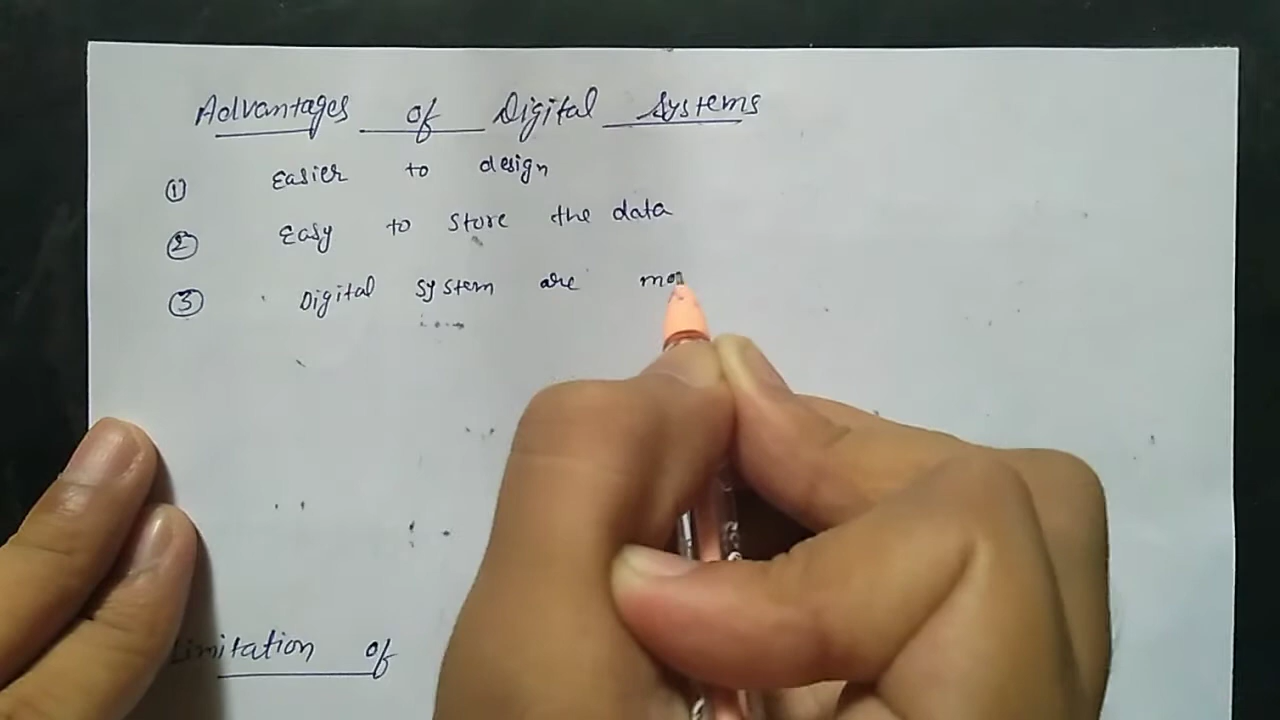 Advantages of Digital Systems
① Easier to design
② Easy to store the data
③ Digital system are mo
Limitation of